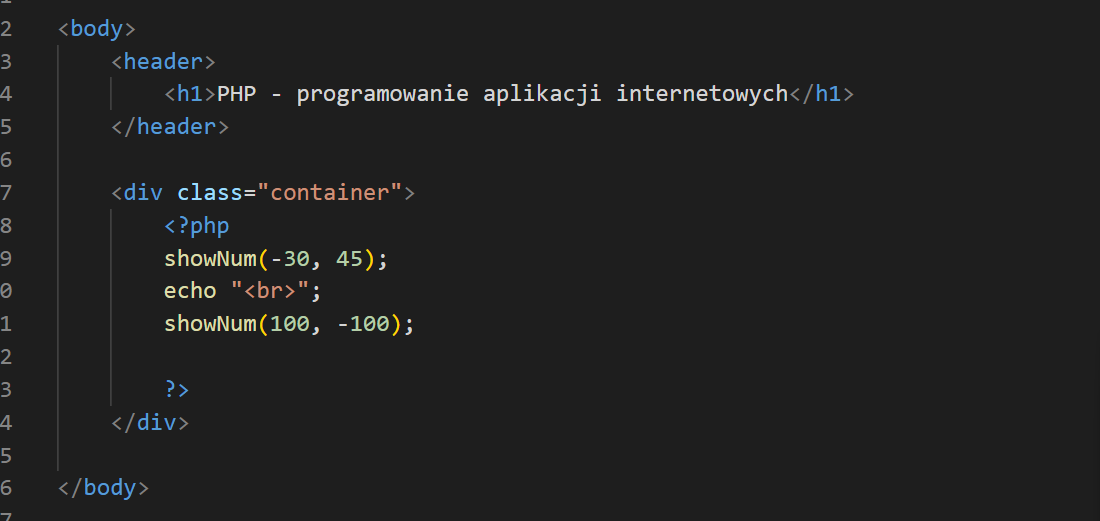 2 <body>
3 <header>
4 <h1>PHP - programowanie aplikacji internetowych</h1>
5 </header>
6
7 <div class="container">
8 <?php
9 showNum(-30, 45);
0 echo "<br>";
1 showNum(100, -100);
2
3 ?>
4 </div>
5
6 </body>
7